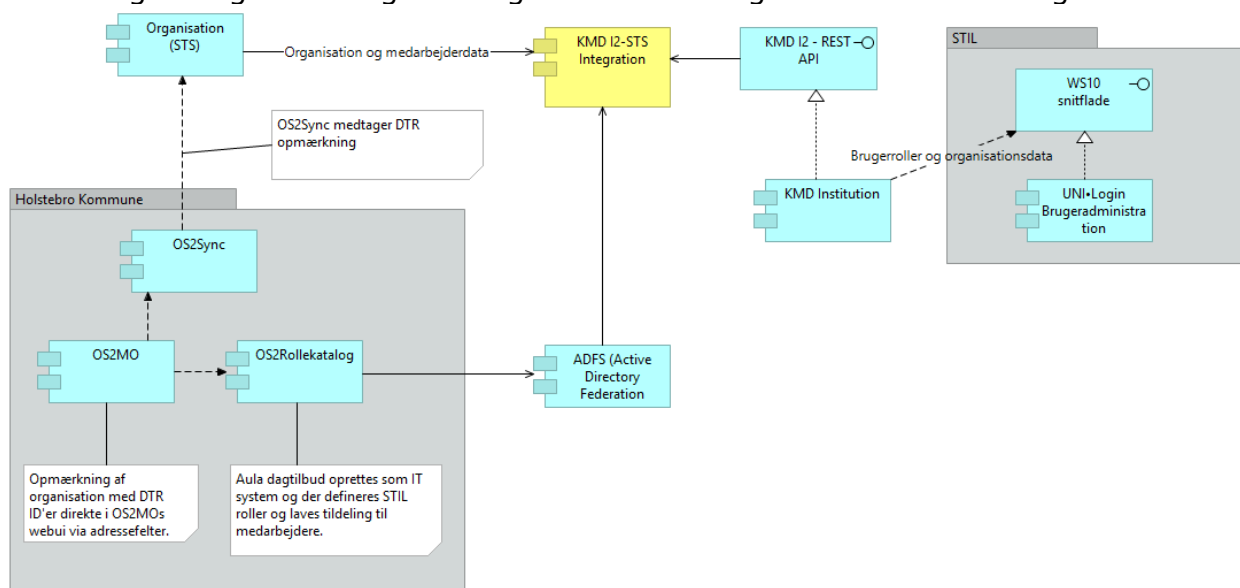 Organisation
(STS)
Organisation og medarbejderdata
KMD I2-STS
Integration
KMD I2 - REST
API
STIL
WS10
snitflade
OS2Sync medtager DTR
opmærkning
Brugerroller og organisationsdata
KMD Institution
UNI•Login
Brugeradministra
tion
Holstebro Kommune
OS2Sync
OS2MO
OS2Rollekatalog
ADFS (Active
Directory
Federation
Opmærkning af
organisation med DTR
ID'er direkte i OS2MOs
webui via adressefelter.
Aula dagtilbud oprettes som IT
system og der defineres STIL
roller og laves tildeling til
medarbejdere.